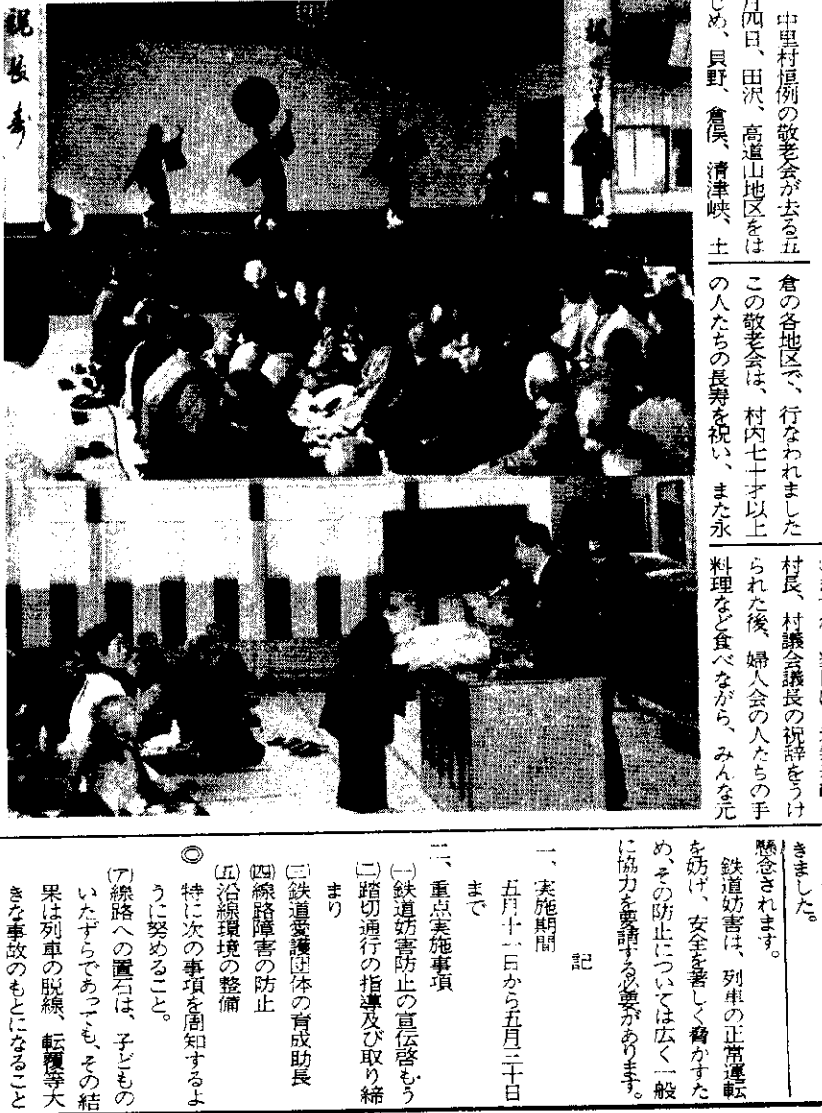 祝長寿
中里村恒例の敬老会が去る五
月四日、田沢、高道山地区をは
じめ、貝野、倉俣、清津峡、土
倉の各地区で、行なわれました
この敬老会は、村内七十才以上
の人たちの長寿を祝い、また永
村長、村議会議長の祝辞をうけ
られた後、婦人会の人たちの手
料理など食べながら、みんな元
きました。
懸念されます。
鉄道妨害は、列車の正常運転
を妨げ、安全を著しく脅かすた
め、その防止については広く一般
に協力を要請する必要があります。
記
一、実施期間
五月十一日から五月三十日
まで
二、重点実施事項
㈠鉄道妨害防止の宣伝啓もう
㈡踏切通行の指導及び取り締
まり
㈢鉄道愛護団体の育成助長
㈣線路障害の防止
㈤沿線環境の整備
◎特に次の事項を周知するよ
うに努めること。
(ア)線路への置石は、子どもの
いたずらであっても、その結
果は列車の脱線、転覆等大
きな事故のもとになること